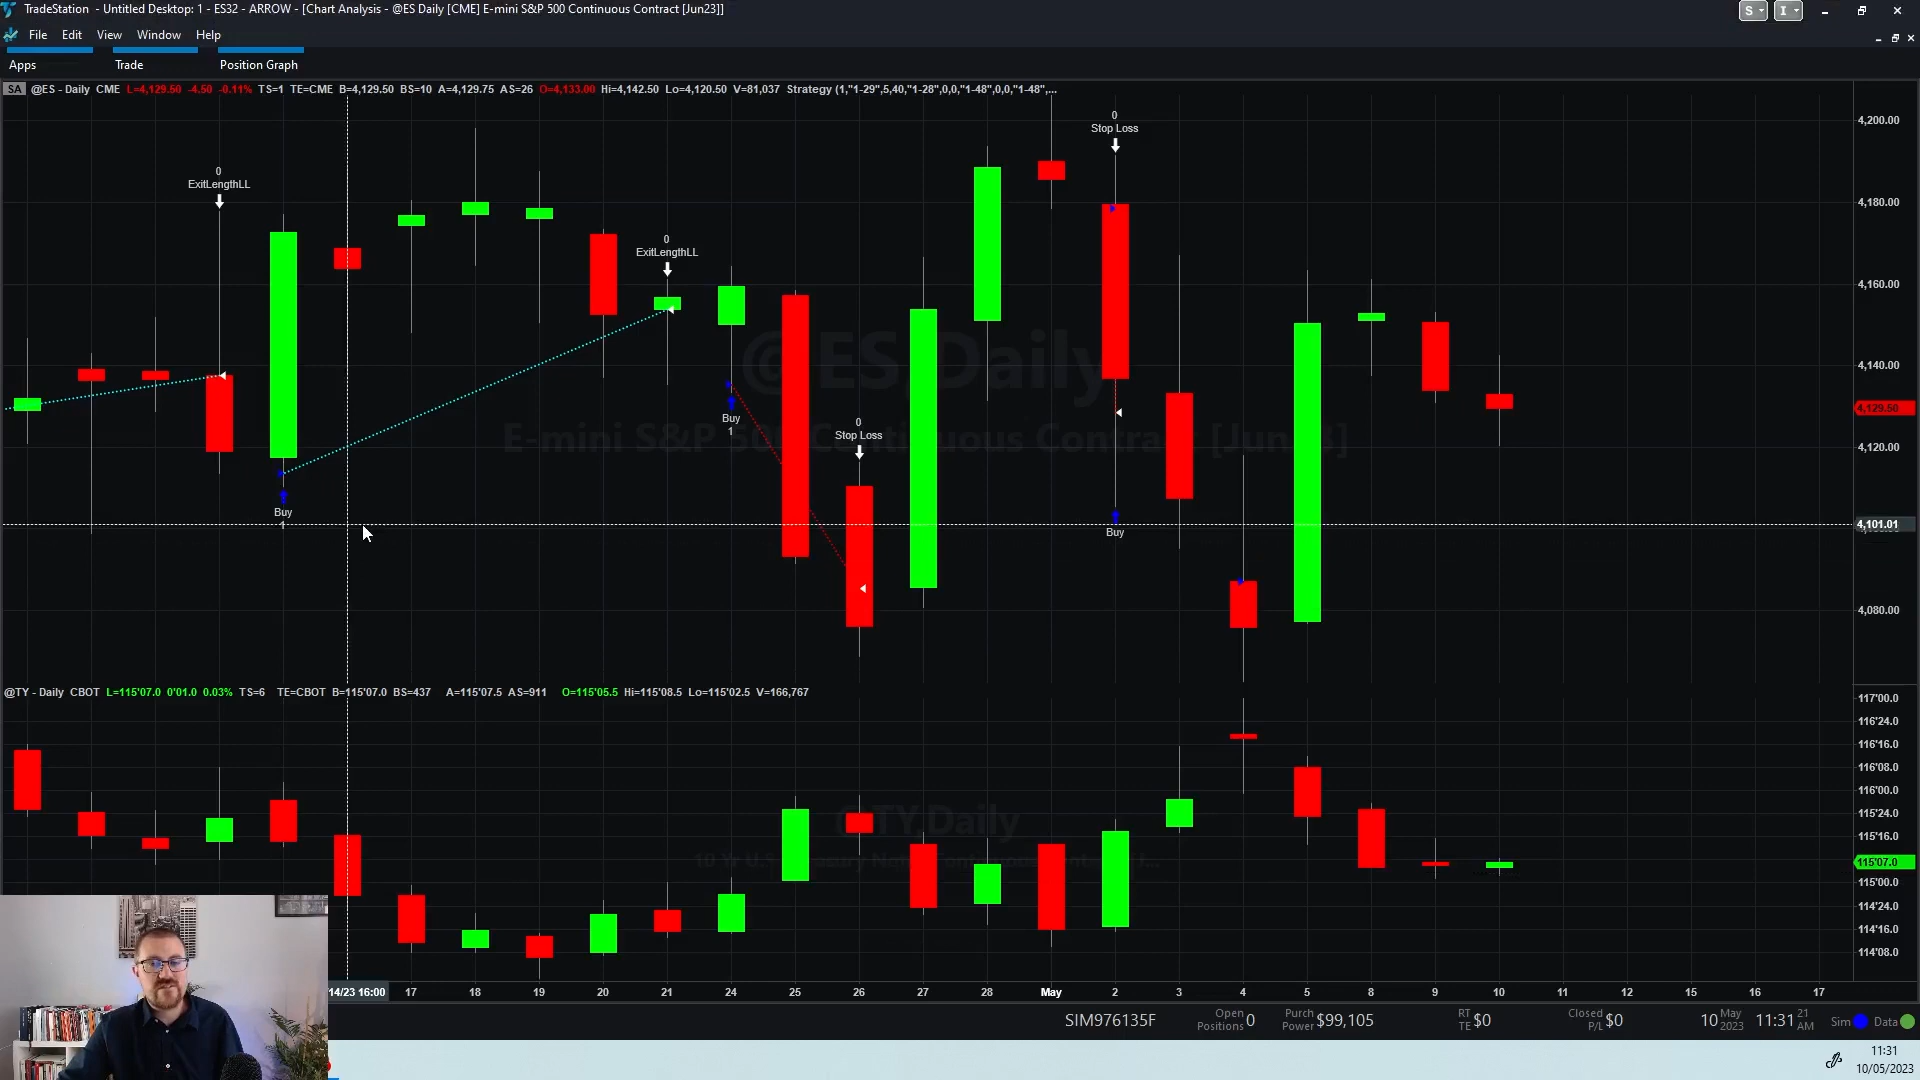 TradeStation - Untitled Desktop: 1 - ES32 - ARROW - [Chart Analysis - @ES Daily [CME] E-mini S&P 500 Continuous Contract [Jun23]]
S
I
File Edit View Window Help
Apps Trade Position Graph
SA @ES - Daily CME L=4,129.50 -4.50 -0.11% TS=1 TE=CME B=4,129.50 BS=10 A=4,129.75 AS=26 O=4,133.00 Hi=4,142.50 Lo=4,120.50 V=81,037 Strategy (1,"1-29",5,40,"1-28",0,0,"1-48",0,0,"1-48",...
0
Stop Loss
4,200.00
0
ExitLengthLL
4,180.00
0
ExitLengthLL
4,160.00
@ES,Daily
4,140.00
4,129.50
Buy
1
0
Stop Loss
E-mini S&P 500 Continuous Contract [Jun23]
4,120.00
Buy
1
4,101.01
Buy
4,080.00
@TY - Daily CBOT L=115'07.0 0'01.0 0.03% TS=6 TE=CBOT B=115'07.0 BS=437 A=115'07.5 AS=911 O=115'05.5 Hi=115'08.5 Lo=115'02.5 V=166,767
117'00.0
116'24.0
116'16.0
116'08.0
116'00.0
115'24.0
@TY,Daily
115'16.0
115'07.0
115'00.0
114'24.0
114'16.0
114'08.0
14/23 16:00 17 18 19 20 21 24 25 26 27 28 May 2 3 4 5 8 9 10 11 12 15 16 17
SIM976135F Open Positions 0 Purch Power $99,105 RT TE $0 Closed P/L $0 10 May 2023 11:31 21 AM Sim Data
11:31
10/05/2023